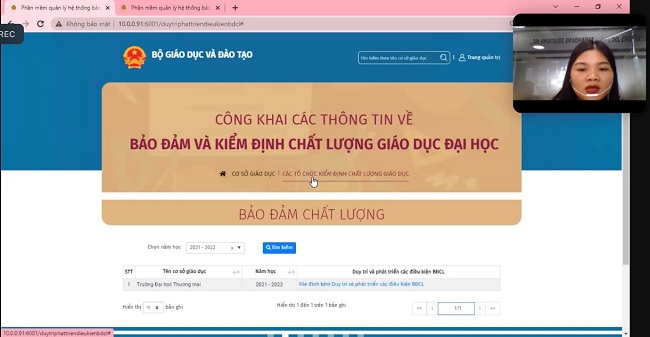 Phần mềm quản lý hệ thống bảo
Phần mềm quản lý hệ thống bảo
Không bảo mật | 10.0.0.91:6001/duytriphattriendieukienbdcl#
REC
BỘ GIÁO DỤC VÀ ĐÀO TẠO
Tìm kiếm theo tên cơ sở giáo dục
Trang quản trị
CÔNG KHAI CÁC THÔNG TIN VỀ
BẢO ĐẢM VÀ KIỂM ĐỊNH CHẤT LƯỢNG GIÁO DỤC ĐẠI HỌC
CƠ SỞ GIÁO DỤC | CÁC TỔ CHỨC KIỂM ĐỊNH CHẤT LƯỢNG GIÁO DỤC
BẢO ĐẢM CHẤT LƯỢNG
Chọn năm học 2021 - 2022 x Tìm kiếm
STT Tên cơ sở giáo dục Năm học Duy trì và phát triển các điều kiện BĐCL
1 Trường Đại học Thương mại 2021 - 2022 File đính kèm Duy trì và phát triển các điều kiện BĐCL
Hiển thị bản ghi Hiển thị 1 đến 1 trên 1 bản ghi << < 1/1 > >>
10.0.0.91:6001/duytriphattriendieukienbdcl#